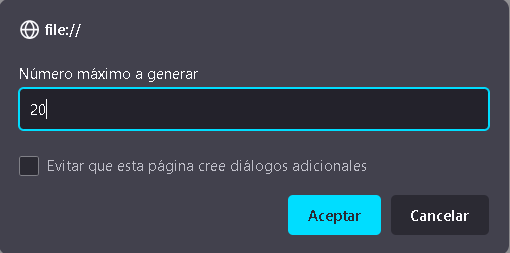 file://
Número máximo a generar
20
Evitar que esta página cree diálogos adicionales
Aceptar
Cancelar